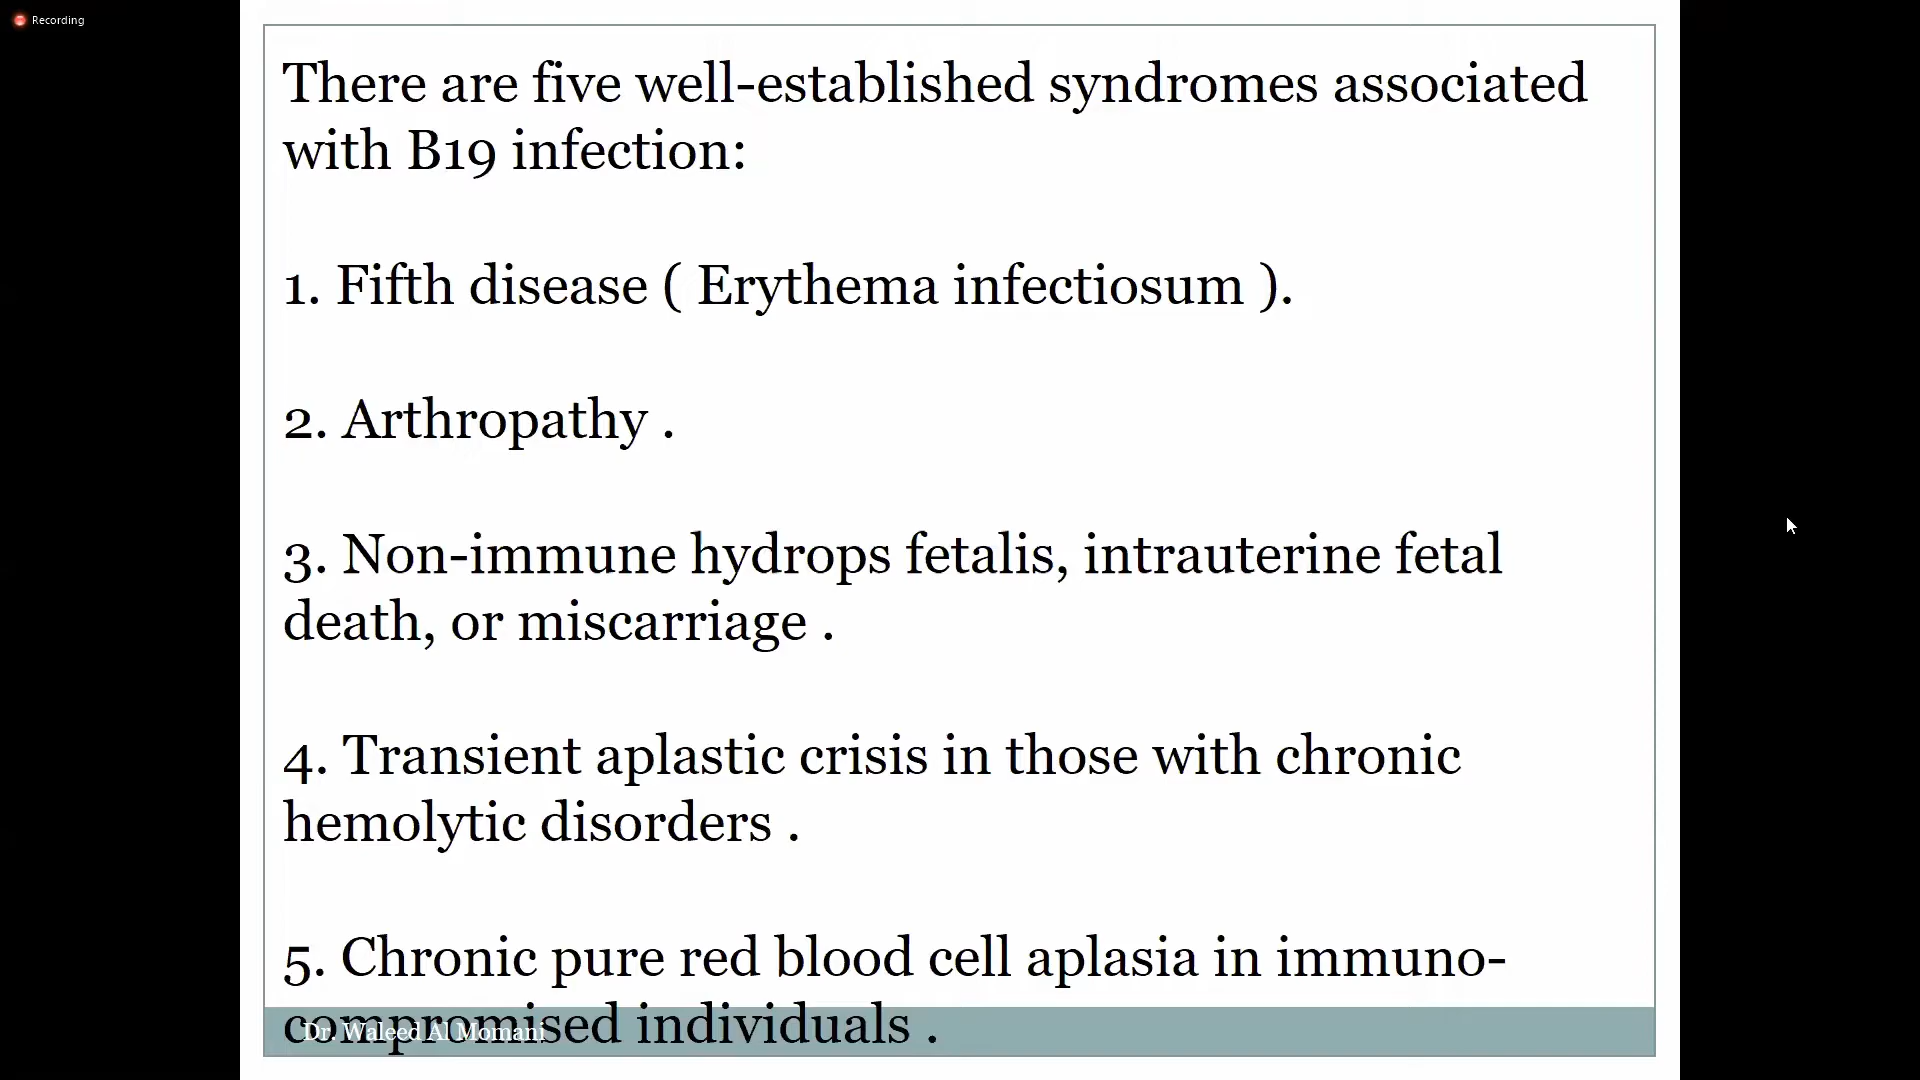 Recording
There are five well-established syndromes associated
with B19 infection:
1. Fifth disease ( Erythema infectiosum ).
2. Arthropathy .
3. Non-immune hydrops fetalis, intrauterine fetal
death, or miscarriage .
4. Transient aplastic crisis in those with chronic
hemolytic disorders .
5. Chronic pure red blood cell aplasia in immuno-
compromised individuals .
Dr. Waleed Al Momani